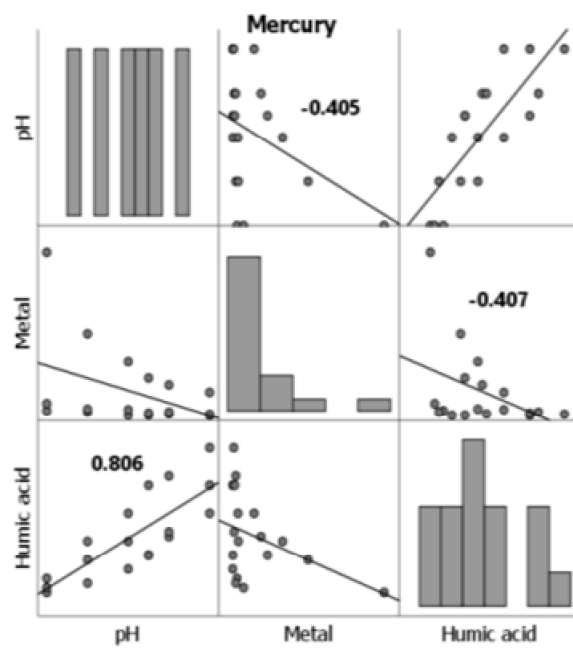 Mercury
pH
-0.405
Metal
-0.407
Humic acid
0.806
pH
Metal
Humic acid